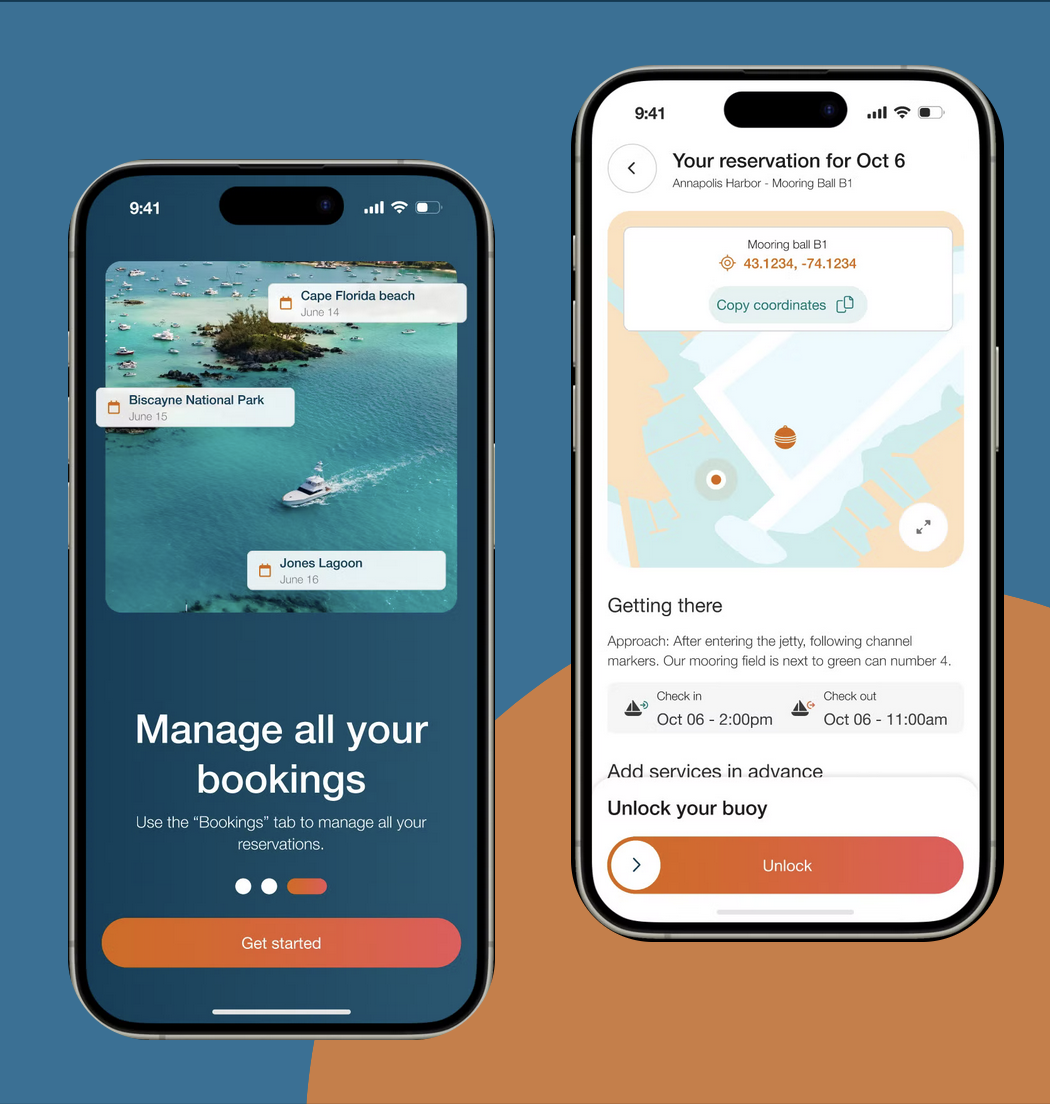 9:41
Cape Florida beach
June 14
Biscayne National Park
June 15
Jones Lagoon
June 16
Manage all your
bookings
Use the “Bookings” tab to manage all your
reservations.
Get started
9:41
Your reservation for Oct 6
Annapolis Harbor - Mooring Ball B1
Mooring ball B1
43.1234, -74.1234
Copy coordinates
Getting there
Approach: After entering the jetty, following channel
markers. Our mooring field is next to green can number 4.
Check in
Oct 06 - 2:00pm
Check out
Oct 06 - 11:00am
Add services in advance
Unlock your buoy
Unlock